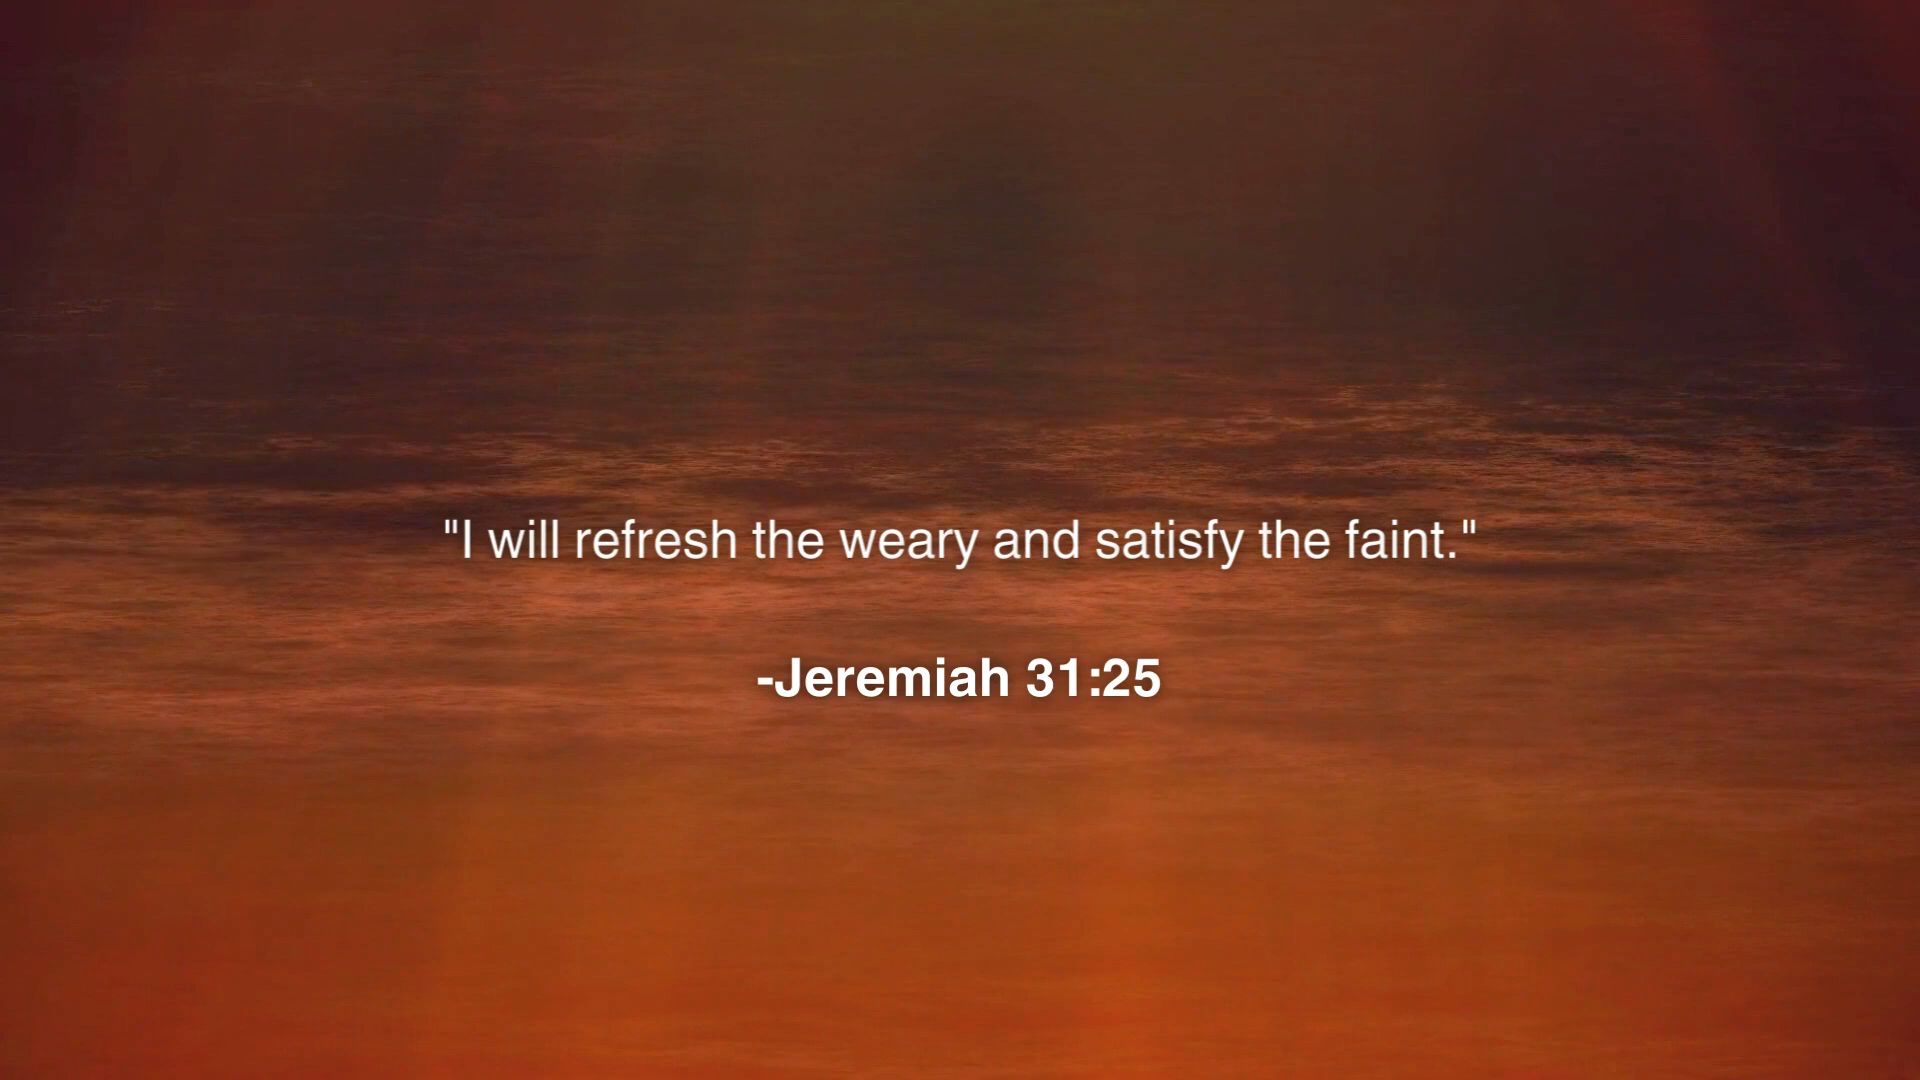 "I will refresh the weary and satisfy the faint."
-Jeremiah 31:25